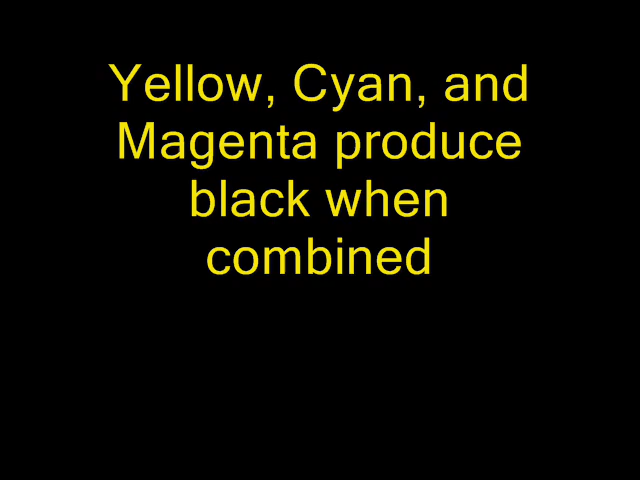 Yellow, Cyan, and
Magenta produce
black when
combined